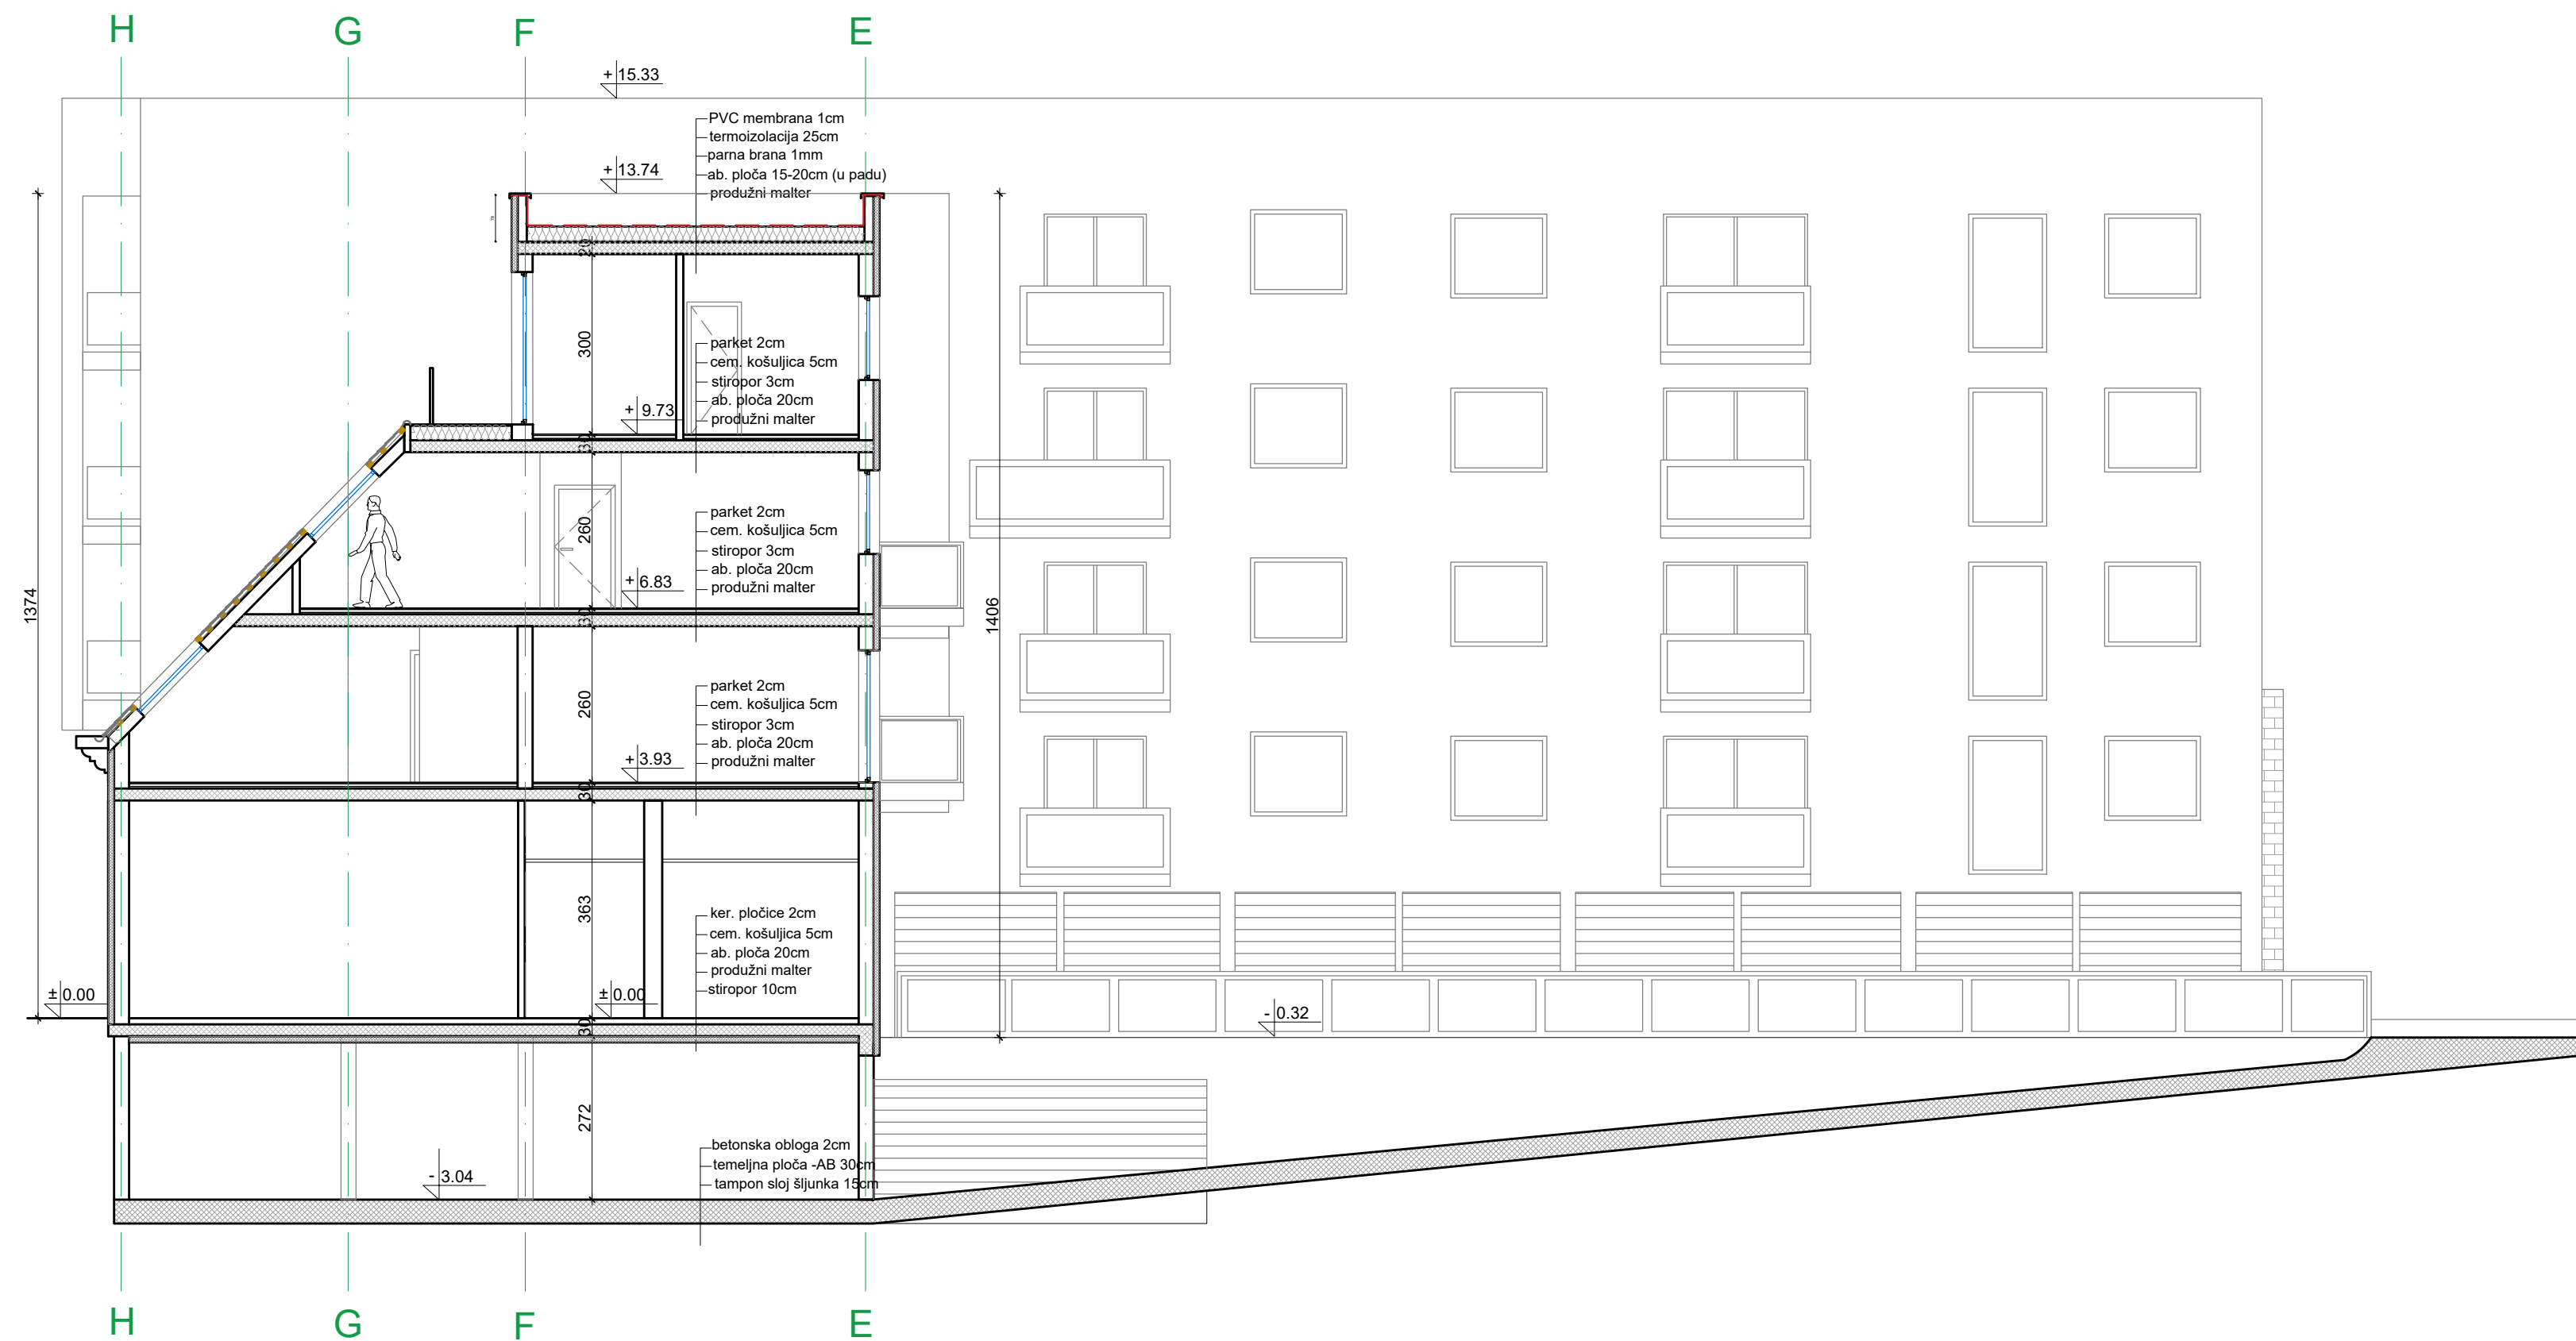 H G F E
+ 15.33
PVC membrana 1cm
termoizolacija 25cm
parna brana 1mm
+ 13.74
ab. ploča 15-20cm (u padu)
produžni malter
20
300
parket 2cm
cem. košuljica 5cm
stiropor 3cm
ab. ploča 20cm
+ 9.73
produžni malter
30
260
parket 2cm
cem. košuljica 5cm
stiropor 3cm
ab. ploča 20cm
+ 6.83
produžni malter
1374
1406
30
260
parket 2cm
cem. košuljica 5cm
stiropor 3cm
ab. ploča 20cm
+ 3.93
produžni malter
30
363
ker. pločice 2cm
cem. košuljica 5cm
ab. ploča 20cm
produžni malter
stiropor 10cm
± 0.00
± 0.00
- 0.32
30
272
betonska obloga 2cm
temeljna ploča -AB 30cm
tampon sloj šljunka 15cm
- 3.04
H G F E